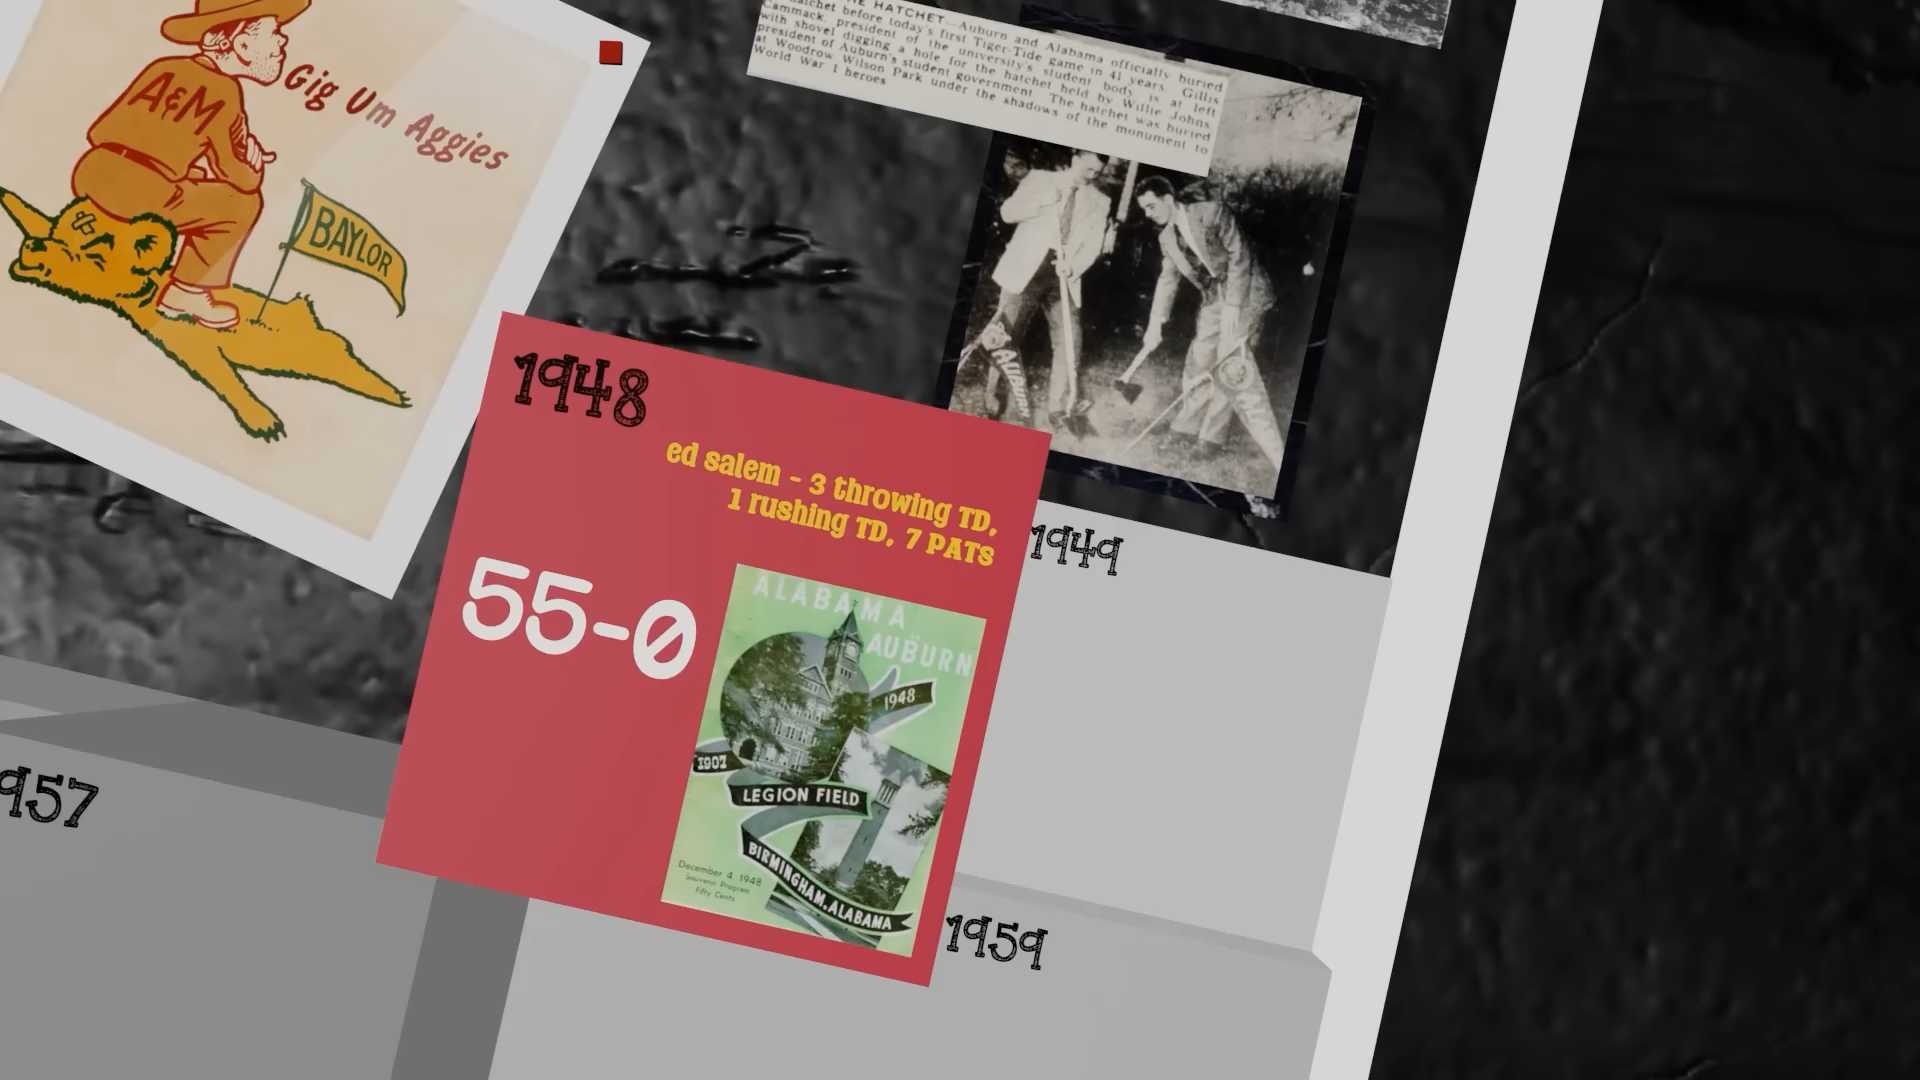 HE HATCHET—Auburn and Alabama officially buried
hatchet before today's first Tiger-Tide game in 41 years. Gillis
Cammack, president of the university's student body, is at left
with shovel digging a hole for the hatchet held by Willie Johns
president of Auburn's student government. The hatchet was buried
at Woodrow Wilson Park under the shadows of the monument to
World War I heroes
A&M
Gig Um Aggies
BAYLOR
AUBURN
1948
ed salem - 3 throwing TD,
1 rushing TD, 7 PATs
55-0
ALABAMA
AUBURN
1948
1907
LEGION FIELD
BIRMINGHAM, ALABAMA
December 4, 1948
Souvenir Program
Fifty Cents
1949
957
1959